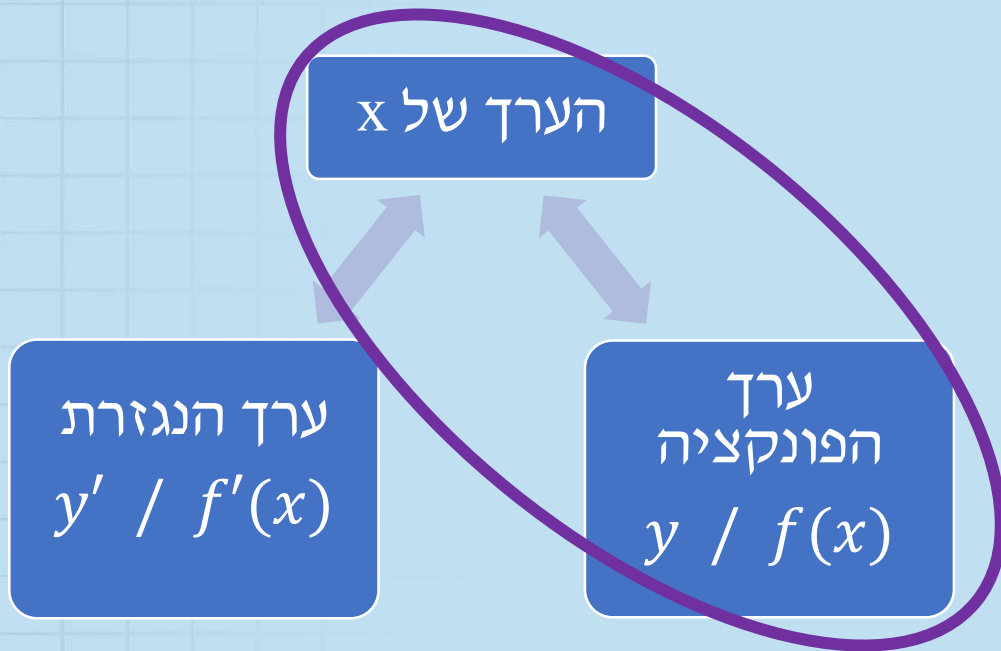 הערך של x
ערך
הפונקציה
y / f(x)
ערך הנגזרת
y′ / f′(x)